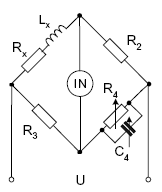 Lₓ
Rₓ
R₂
IN
R₄
R₃
C₄
U